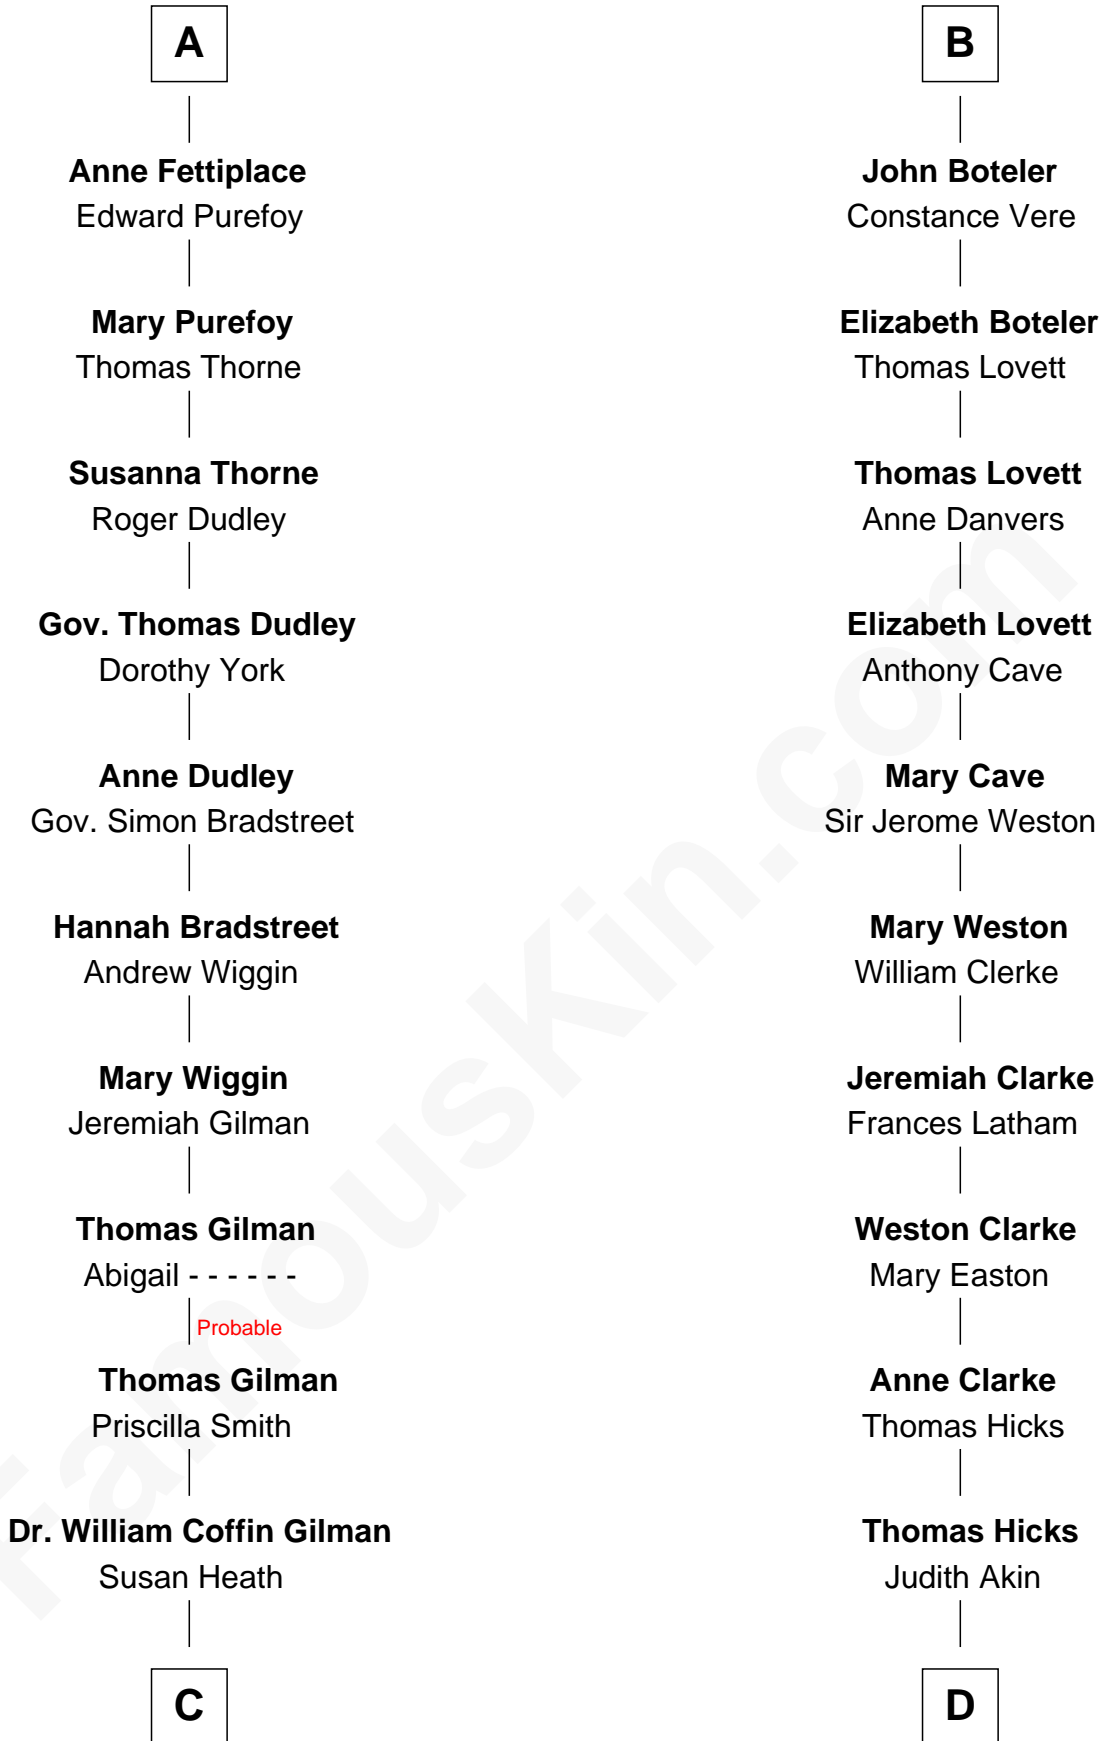 A
Anne Fettiplace
Edward Purefoy
Mary Purefoy
Thomas Thorne
Susanna Thorne
Roger Dudley
Gov. Thomas Dudley
Dorothy York
Anne Dudley
Gov. Simon Bradstreet
Hannah Bradstreet
Andrew Wiggin
Mary Wiggin
Jeremiah Gilman
Thomas Gilman
Abigail - - - - - -
Probable
Thomas Gilman
Priscilla Smith
Dr. William Coffin Gilman
Susan Heath
C
B
John Boteler
Constance Vere
Elizabeth Boteler
Thomas Lovett
Thomas Lovett
Anne Danvers
Elizabeth Lovett
Anthony Cave
Mary Cave
Sir Jerome Weston
Mary Weston
William Clerke
Jeremiah Clarke
Frances Latham
Weston Clarke
Mary Easton
Anne Clarke
Thomas Hicks
Thomas Hicks
Judith Akin
D
FamousKin.com